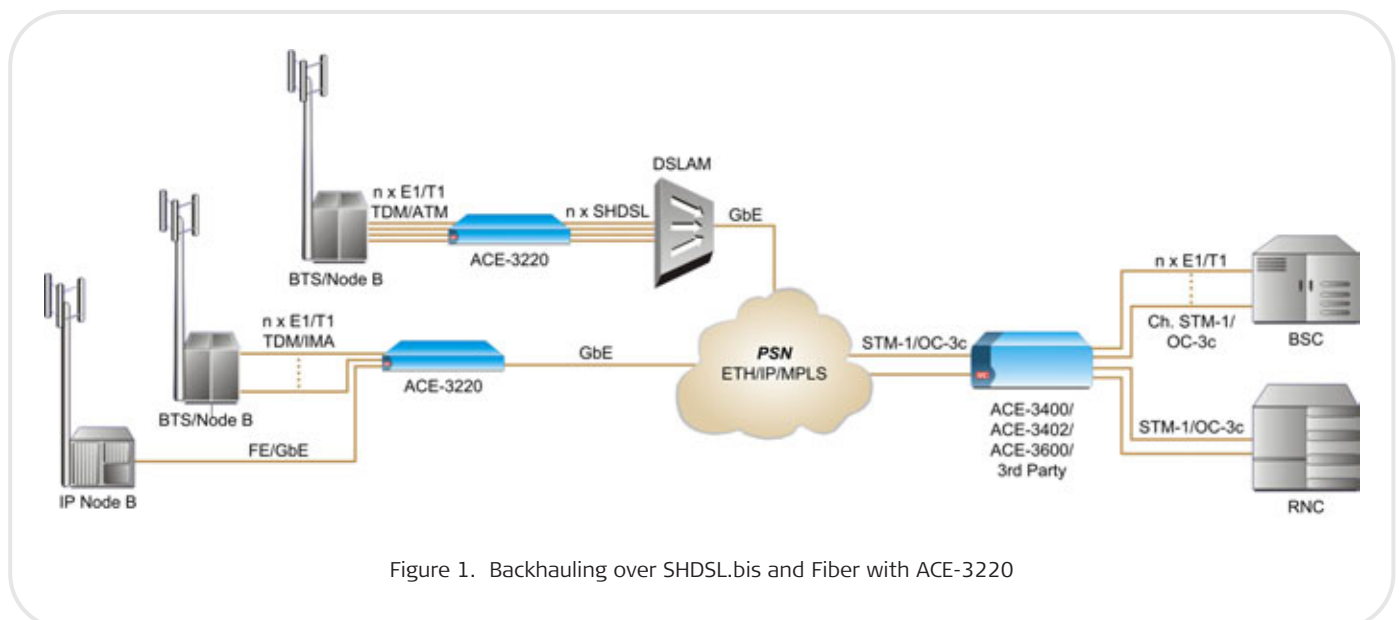 DSLAM
n x E1/T1
TDM/ATM
n x SHDSL
GbE
ACE-3220
BTS/Node B
n x E1/T1
TDM/IMA
ACE-3220
GbE
BTS/Node B
FE/GbE
IP Node B
PSN
ETH/IP/MPLS
STM-1/OC-3c
ACE-3400/
ACE-3402/
ACE-3600/
3rd Party
n x E1/T1
Ch. STM-1/
OC-3c
BSC
STM-1/OC-3c
RNC
Figure 1. Backhauling over SHDSL.bis and Fiber with ACE-3220